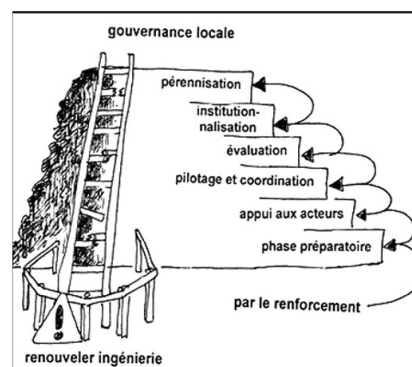 gouvernance locale
pérennisation
institution-
nalisation
évaluation
pilotage et coordination
appui aux acteurs
phase préparatoire
par le renforcement
renouveler ingénierie